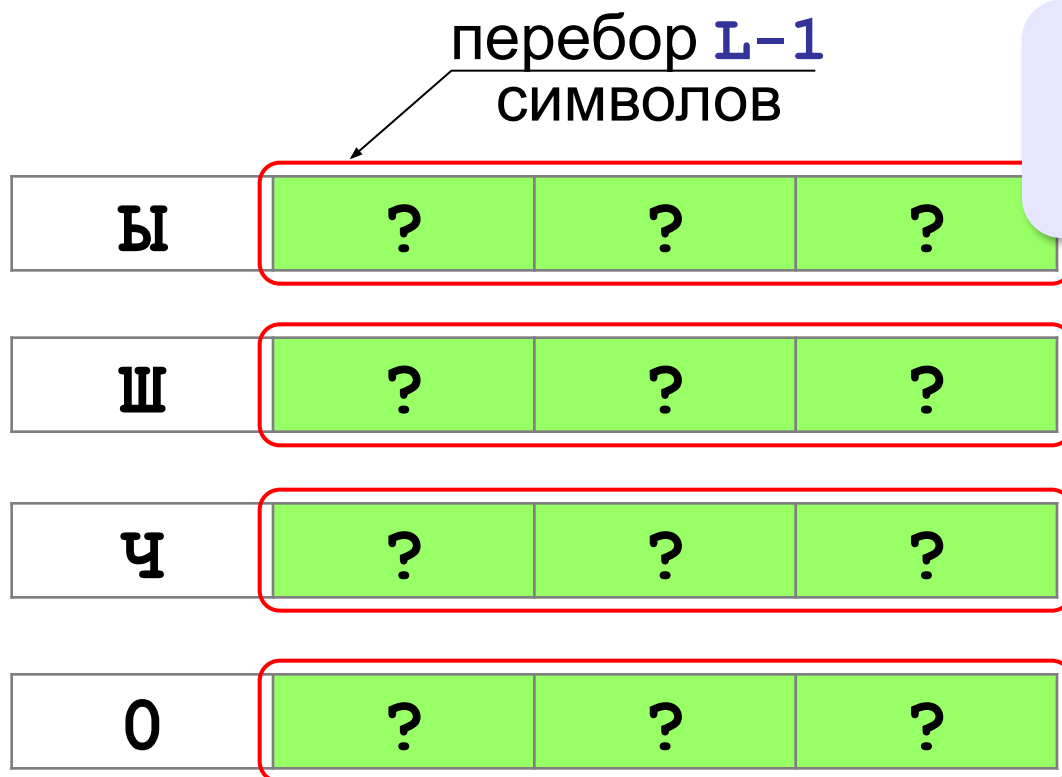 перебор L-1
символов
Ы ? ? ?
Ш ? ? ?
Ч ? ? ?
О ? ? ?